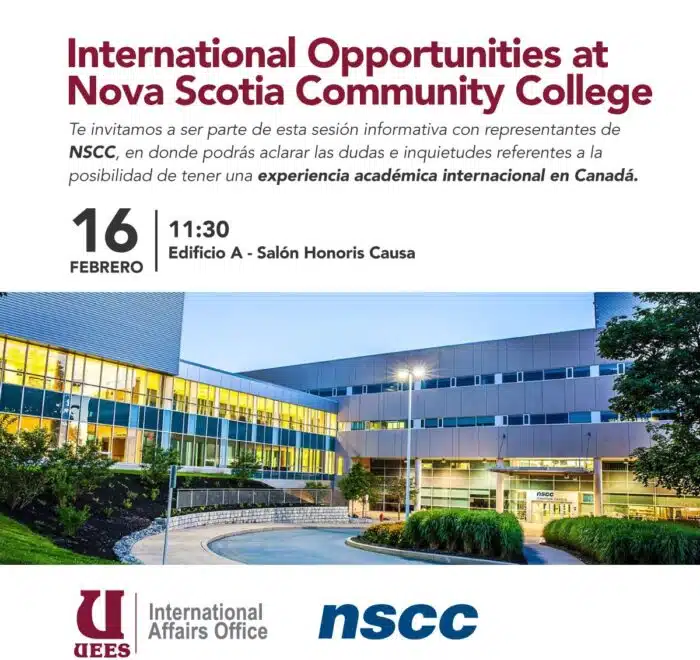 International Opportunities at
Nova Scotia Community College
Te invitamos a ser parte de esta sesión informativa con representantes de
NSCC, en donde podrás aclarar las dudas e inquietudes referentes a la
posibilidad de tener una experiencia académica internacional en Canadá.
16
FEBRERO
11:30
Edificio A - Salón Honoris Causa
nscc
U
UEES
International
Affairs Office
nscc